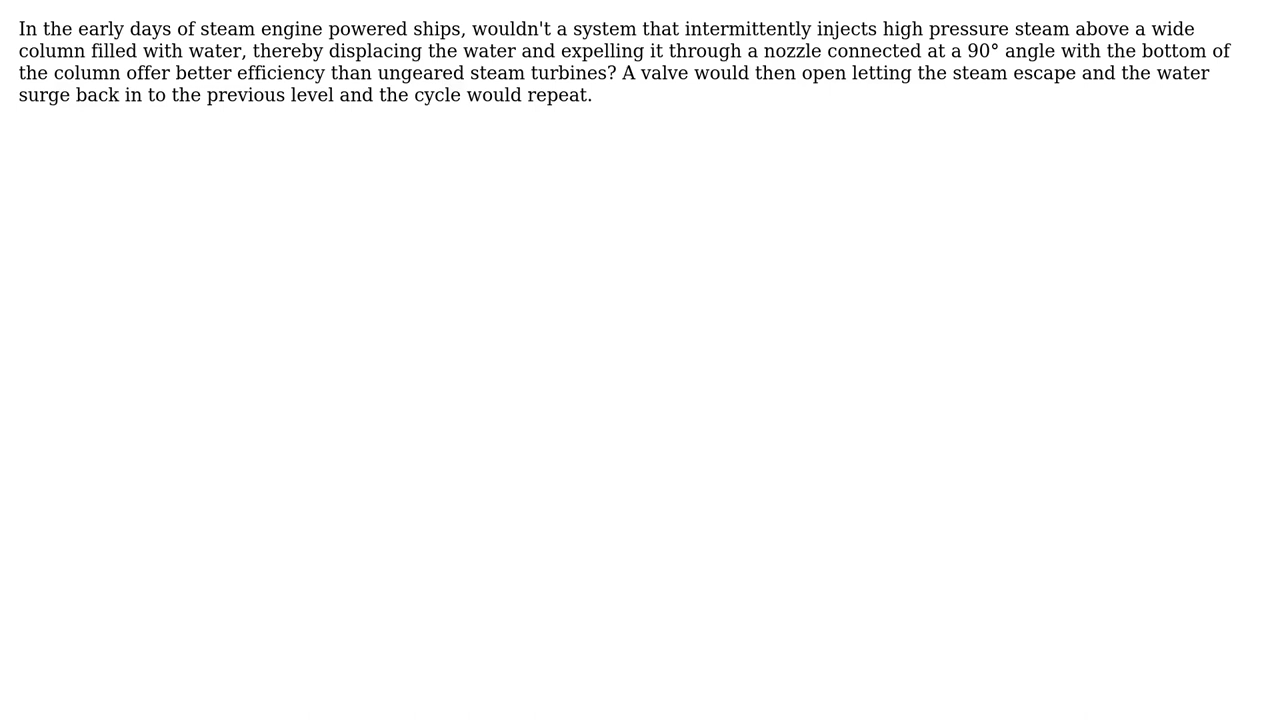 In the early days of steam engine powered ships, wouldn't a system that intermittently injects high pressure steam above a wide
column filled with water, thereby displacing the water and expelling it through a nozzle connected at a 90° angle with the bottom of
the column offer better efficiency than ungeared steam turbines? A valve would then open letting the steam escape and the water
surge back in to the previous level and the cycle would repeat.